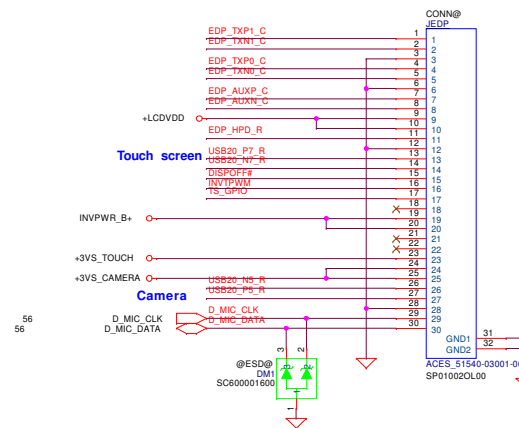 CONN@
JEDP
EDP_TXP1_C 1 1
EDP_TXN1_C 2 2
3 3
EDP_TXP0_C 4 4
EDP_TXN0_C 5 5
6 6
EDP_AUXP_C 7 7
EDP_AUXN_C 8 8
+LCDVDD 9 9
10 10
EDP_HPD_R 11 11
12 12
Touch screen USB20_P7_R 13 13
USB20_N7_R 14 14
DISPOFF# 15 15
INVTPWM 16 16
TS_GPIO 17 17
18 18
INVPWR_B+ 19 19
20 20
21 21
22 22
+3VS_TOUCH 23 23
24 24
+3VS_CAMERA 25 25
Camera USB20_N5_R 26 26
USB20_P5_R 27 27
28 28
56 D_MIC_CLK D_MIC_CLK 29 29
56 D_MIC_DATA D_MIC_DATA 30 30
GND1 31
GND2 32
3 2
@ESD@
DM1
SC600001600
1
ACES_51540-03001-0
SP01002OL00